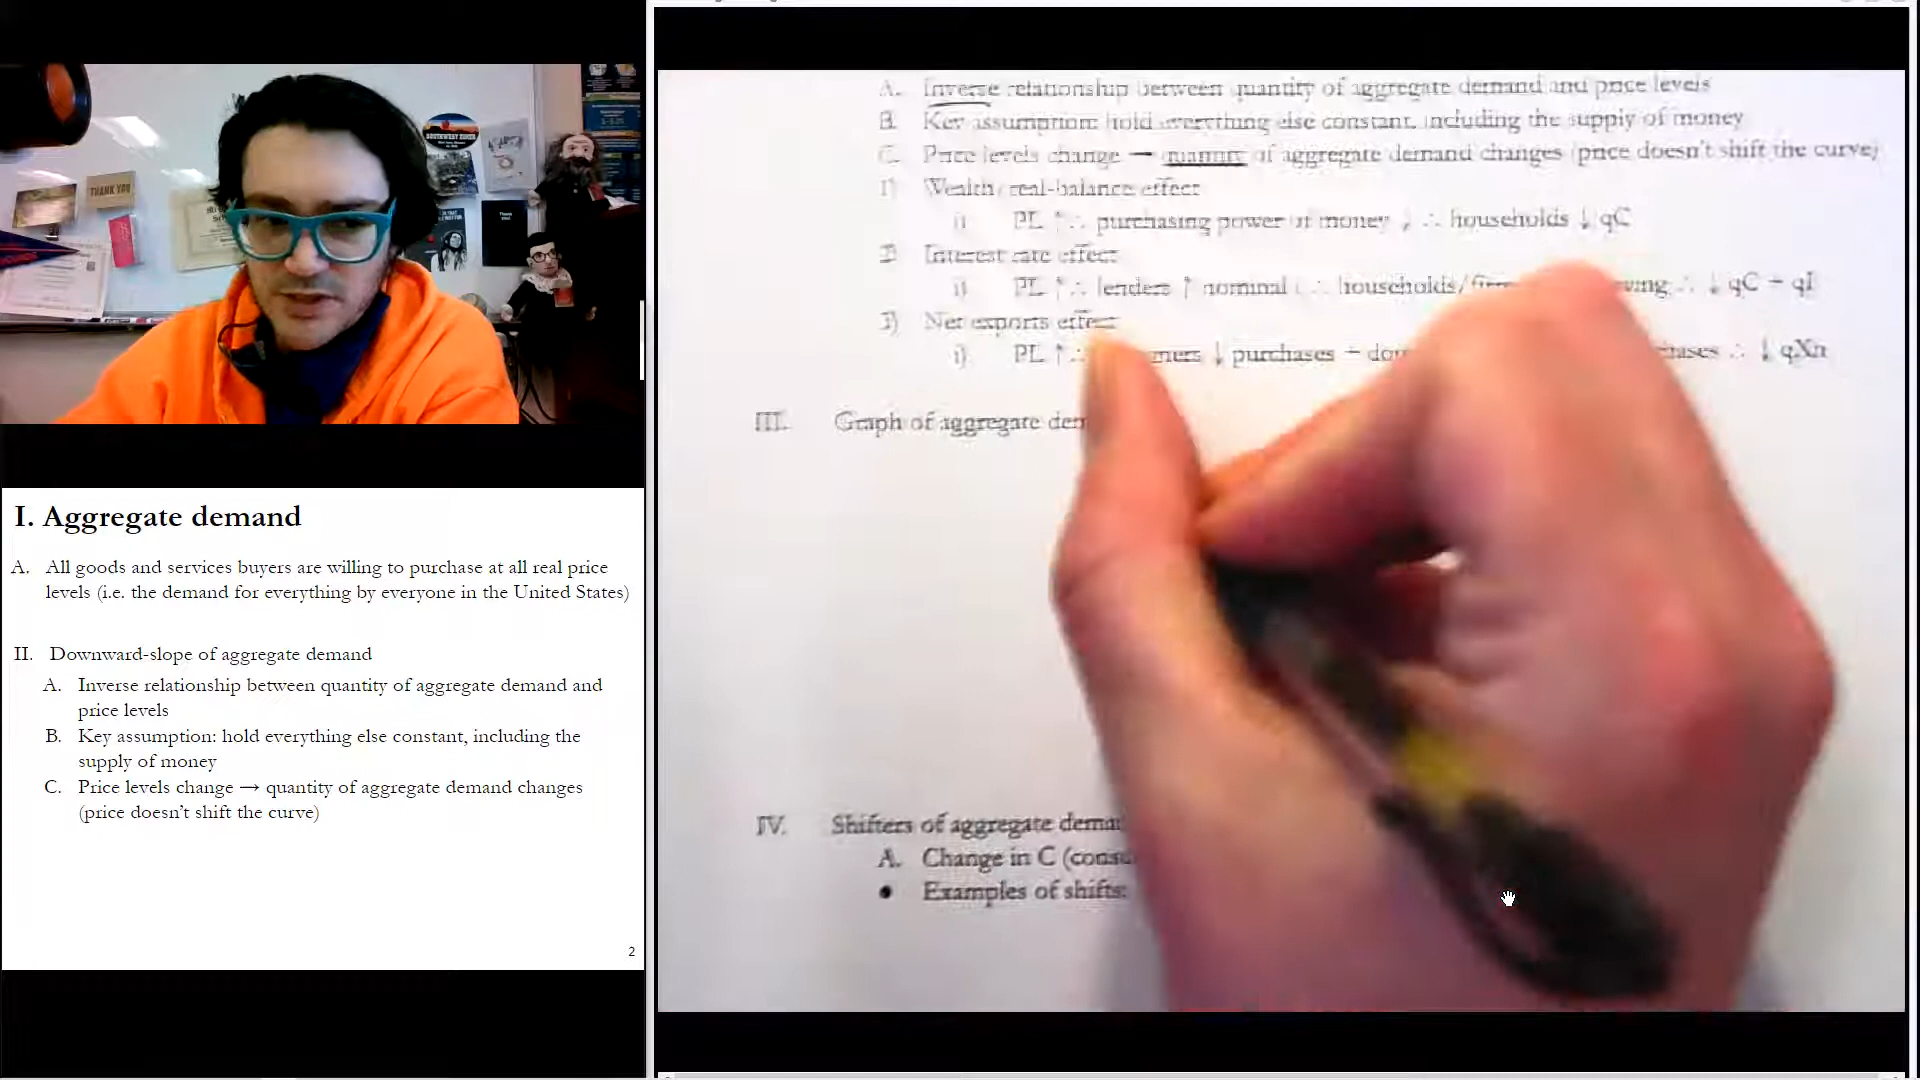 THANK YOU
I. Aggregate demand
A. All goods and services buyers are willing to purchase at all real price
levels (i.e. the demand for everything by everyone in the United States)
II. Downward-slope of aggregate demand
A. Inverse relationship between quantity of aggregate demand and
price levels
B. Key assumption: hold everything else constant, including the
supply of money
C. Price levels change → quantity of aggregate demand changes
(price doesn't shift the curve)
2
A. Inverse relationship between quantity of aggregate demand and price levels
B. Key assumption: hold everything else constant, including the supply of money
C. Price levels change → quantity of aggregate demand changes (price doesn't shift the curve)
1) Wealth/real-balance effect
i) PL ↑ ∴ purchasing power of money ↓ ∴ households ↓ qC
2) Interest rate effect
i) PL ↑ ∴ lenders ↑ nominal i ∴ households/ ∴ ↓ qC + qI
3) Net exports effect
i) PL ↑ ∴ ↓ purchases + ∴ ↓ qXn
III. Graph of aggregate
IV. Shifters of aggregate
A. Change in C
• Examples of shifts: